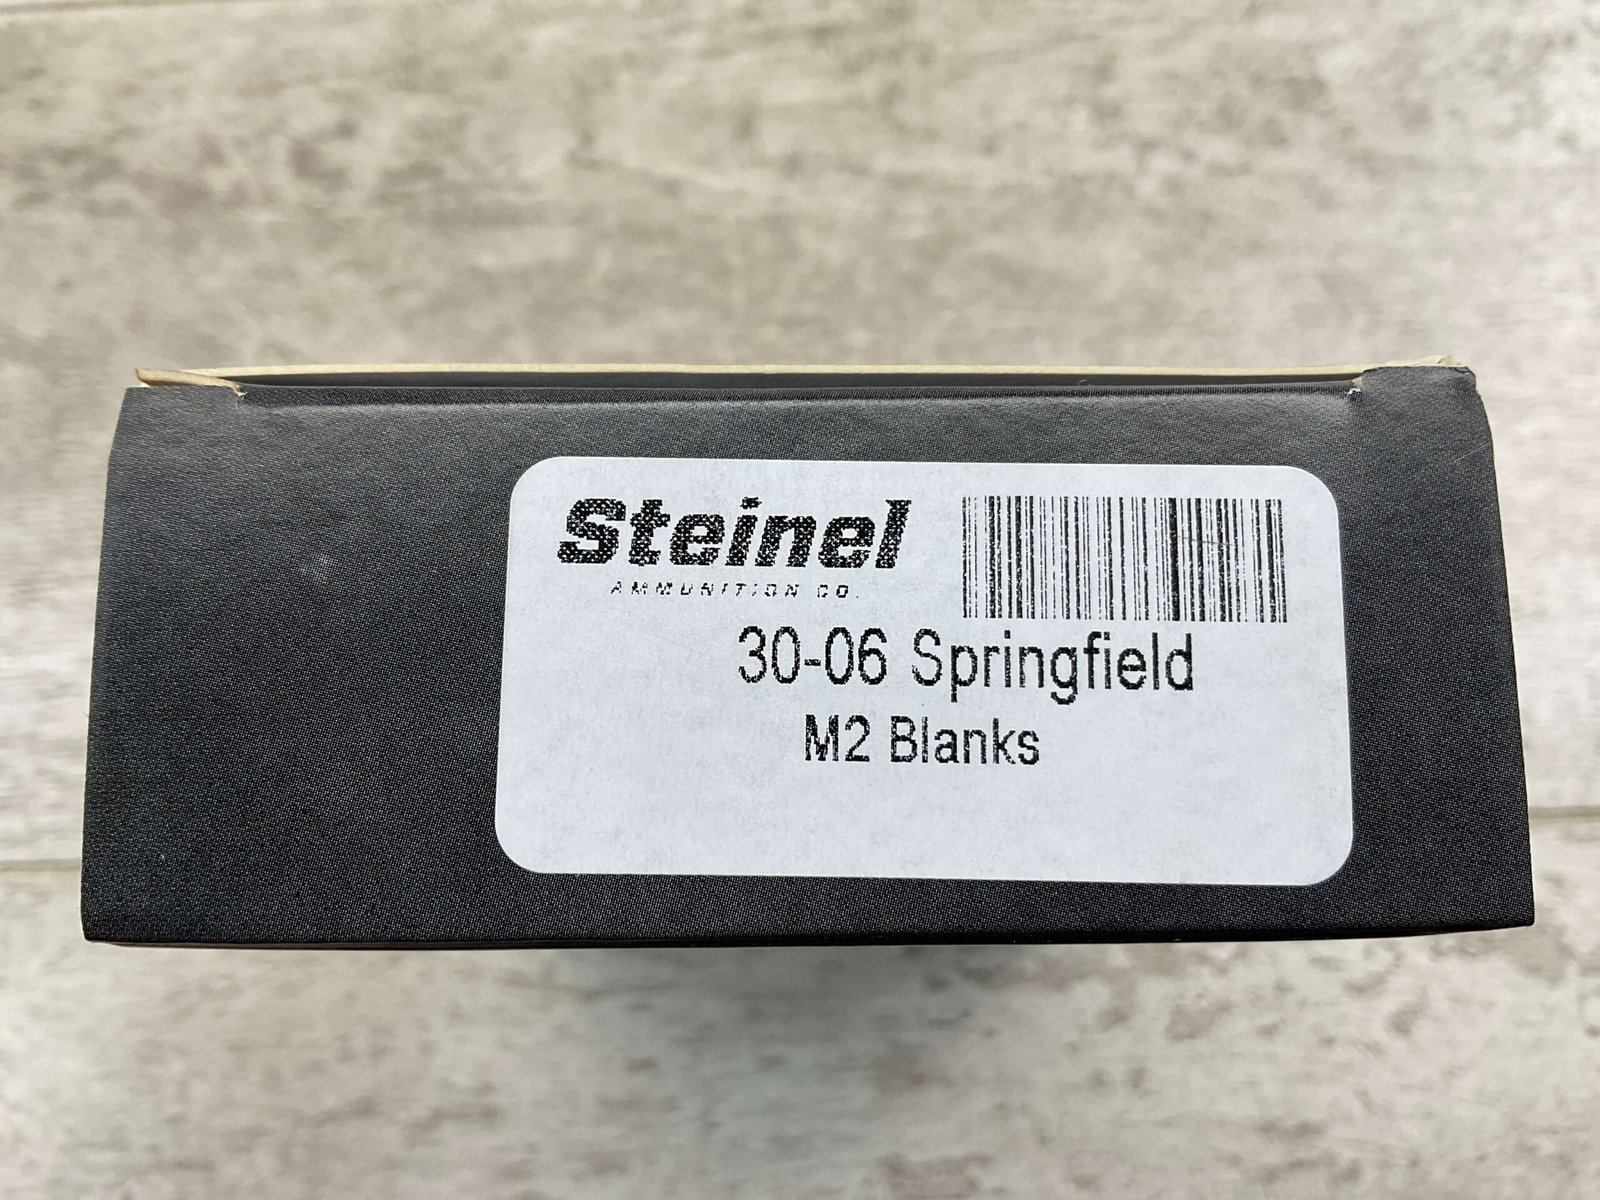 Steinel
AMMUNITION CO.
30-06 Springfield
M2 Blanks